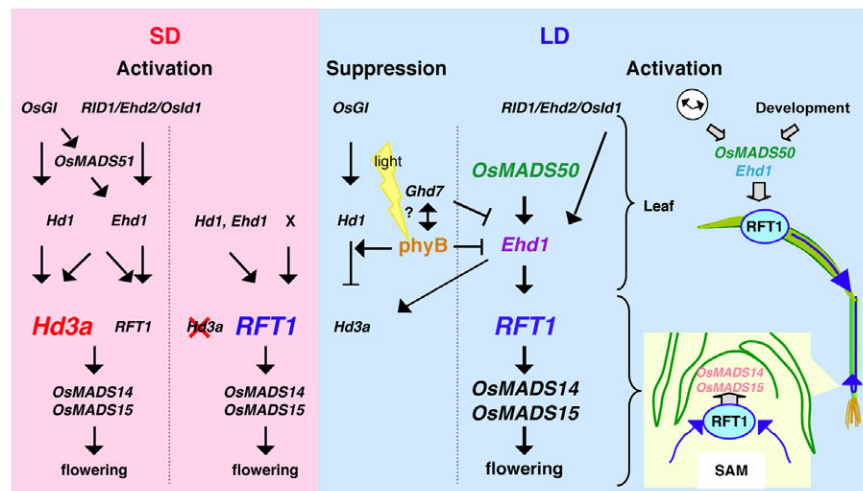 SD
LD
Activation
Suppression
Activation
OsGI RID1/Ehd2/OsId1
OsMADS51
Hd1 Ehd1
Hd1, Ehd1 X
Hd3a RFT1
Hd3a RFT1
OsMADS14
OsMADS15
OsMADS14
OsMADS15
flowering
flowering
OsGI
RID1/Ehd2/OsId1
light
Ghd7
?
Hd1
phyB
Hd3a
OsMADS50
Ehd1
RFT1
OsMADS14
OsMADS15
flowering
Leaf
Development
OsMADS50
Ehd1
RFT1
OsMADS14
OsMADS15
RFT1
SAM